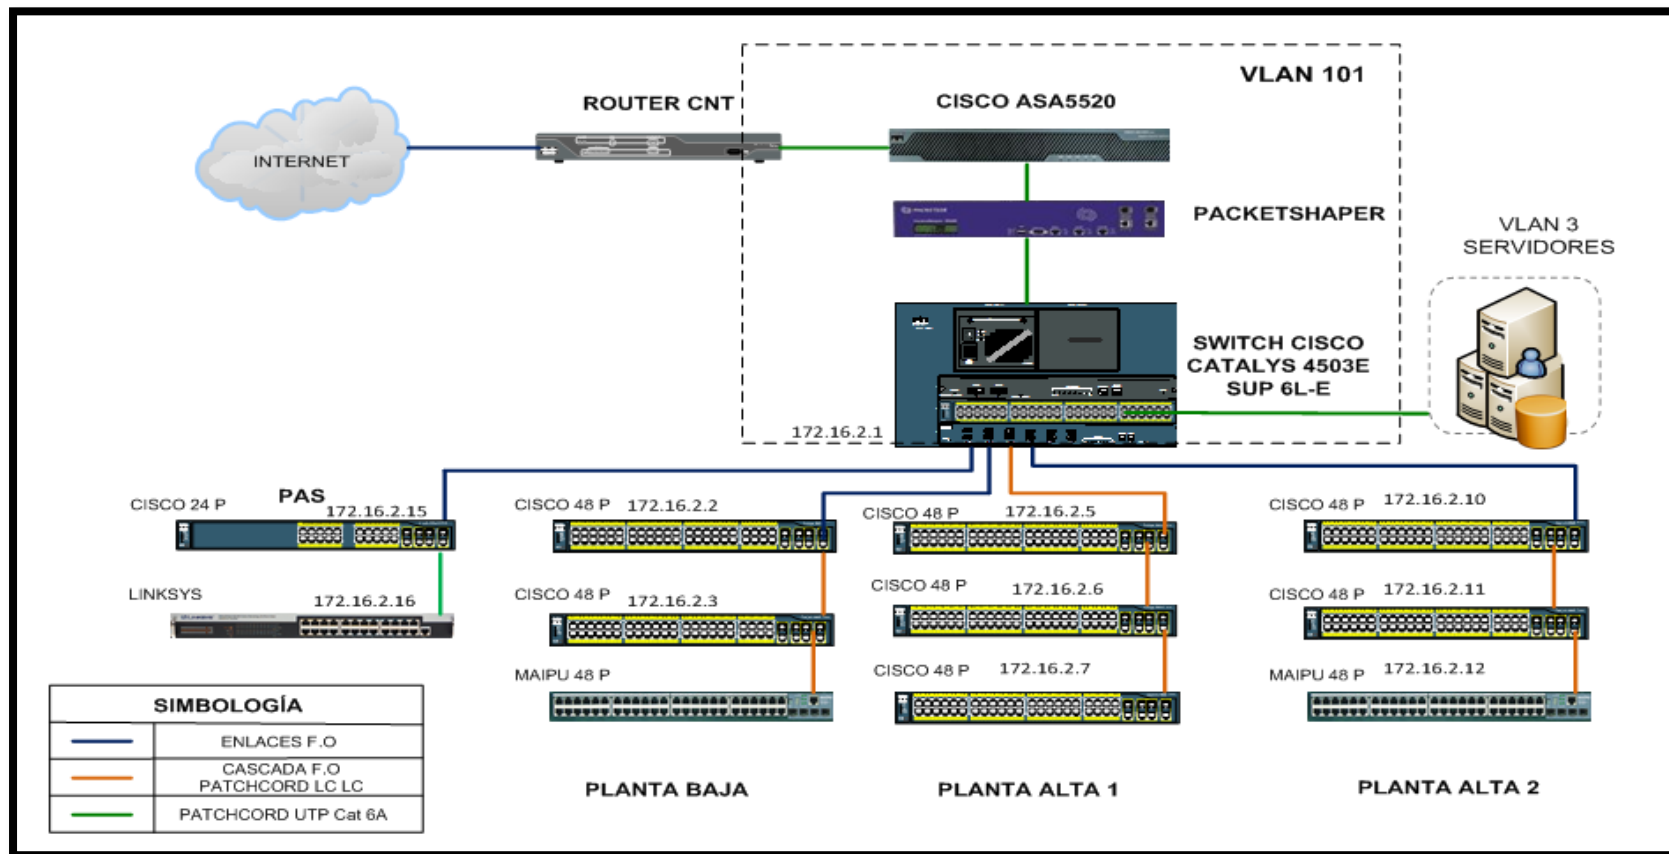 VLAN 101
ROUTER CNT
CISCO ASA5520
INTERNET
PACKETSHAPER
VLAN 3
SERVIDORES
SWITCH CISCO
CATALYS 4503E
SUP 6L-E
172.16.2.1
PAS
CISCO 24 P
172.16.2.15
LINKSYS
172.16.2.16
CISCO 48 P
172.16.2.2
CISCO 48 P
172.16.2.3
MAIPU 48 P
PLANTA BAJA
CISCO 48 P
172.16.2.5
CISCO 48 P
172.16.2.6
CISCO 48 P
172.16.2.7
PLANTA ALTA 1
CISCO 48 P
172.16.2.10
CISCO 48 P
172.16.2.11
MAIPU 48 P
172.16.2.12
PLANTA ALTA 2
SIMBOLOGÍA
ENLACES F.O
CASCADA F.O
PATCHCORD LC LC
PATCHCORD UTP Cat 6A